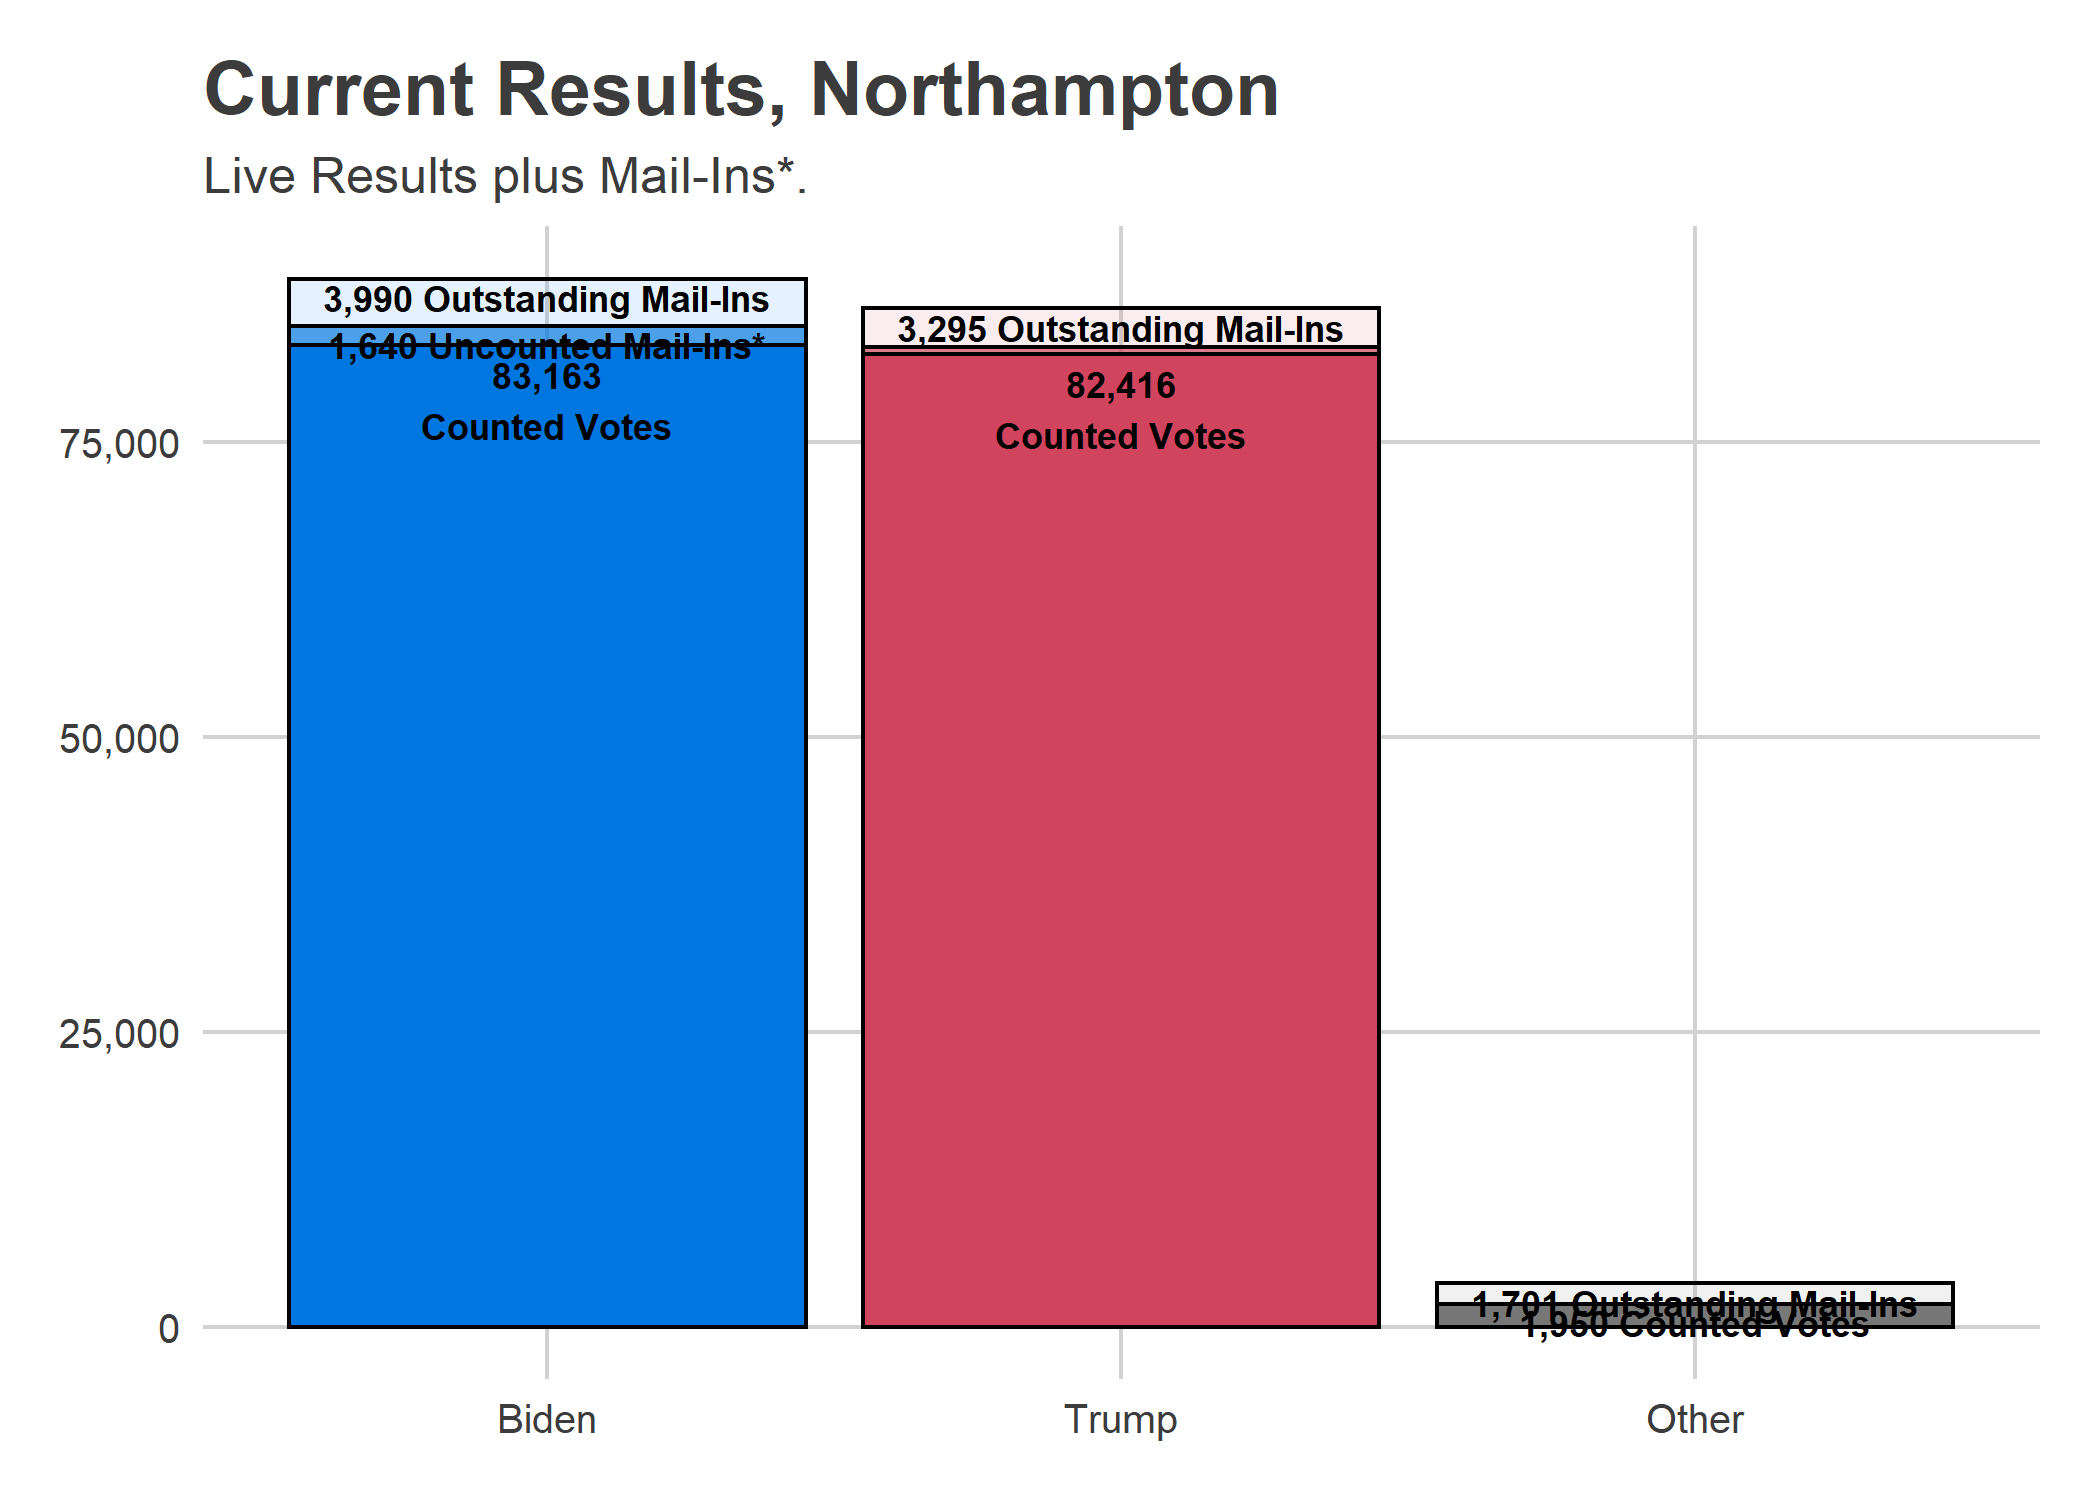 Current Results, Northampton
Live Results plus Mail-Ins*.
3,990 Outstanding Mail-Ins
1,640 Uncounted Mail-Ins*
83,163
Counted Votes
3,295 Outstanding Mail-Ins
82,416
Counted Votes
1,701 Outstanding Mail-Ins
1,950 Counted Votes
75,000
50,000
25,000
0
Biden
Trump
Other